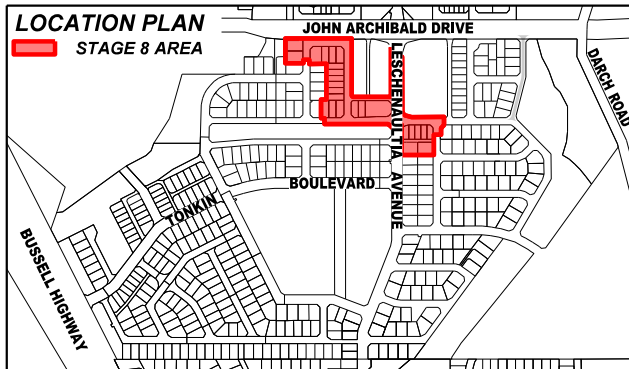 LOCATION PLAN
STAGE 8 AREA
JOHN ARCHIBALD DRIVE
LESCHENAULTIA AVENUE
DARCH ROAD
TONKIN BOULEVARD
BUSSELL HIGHWAY